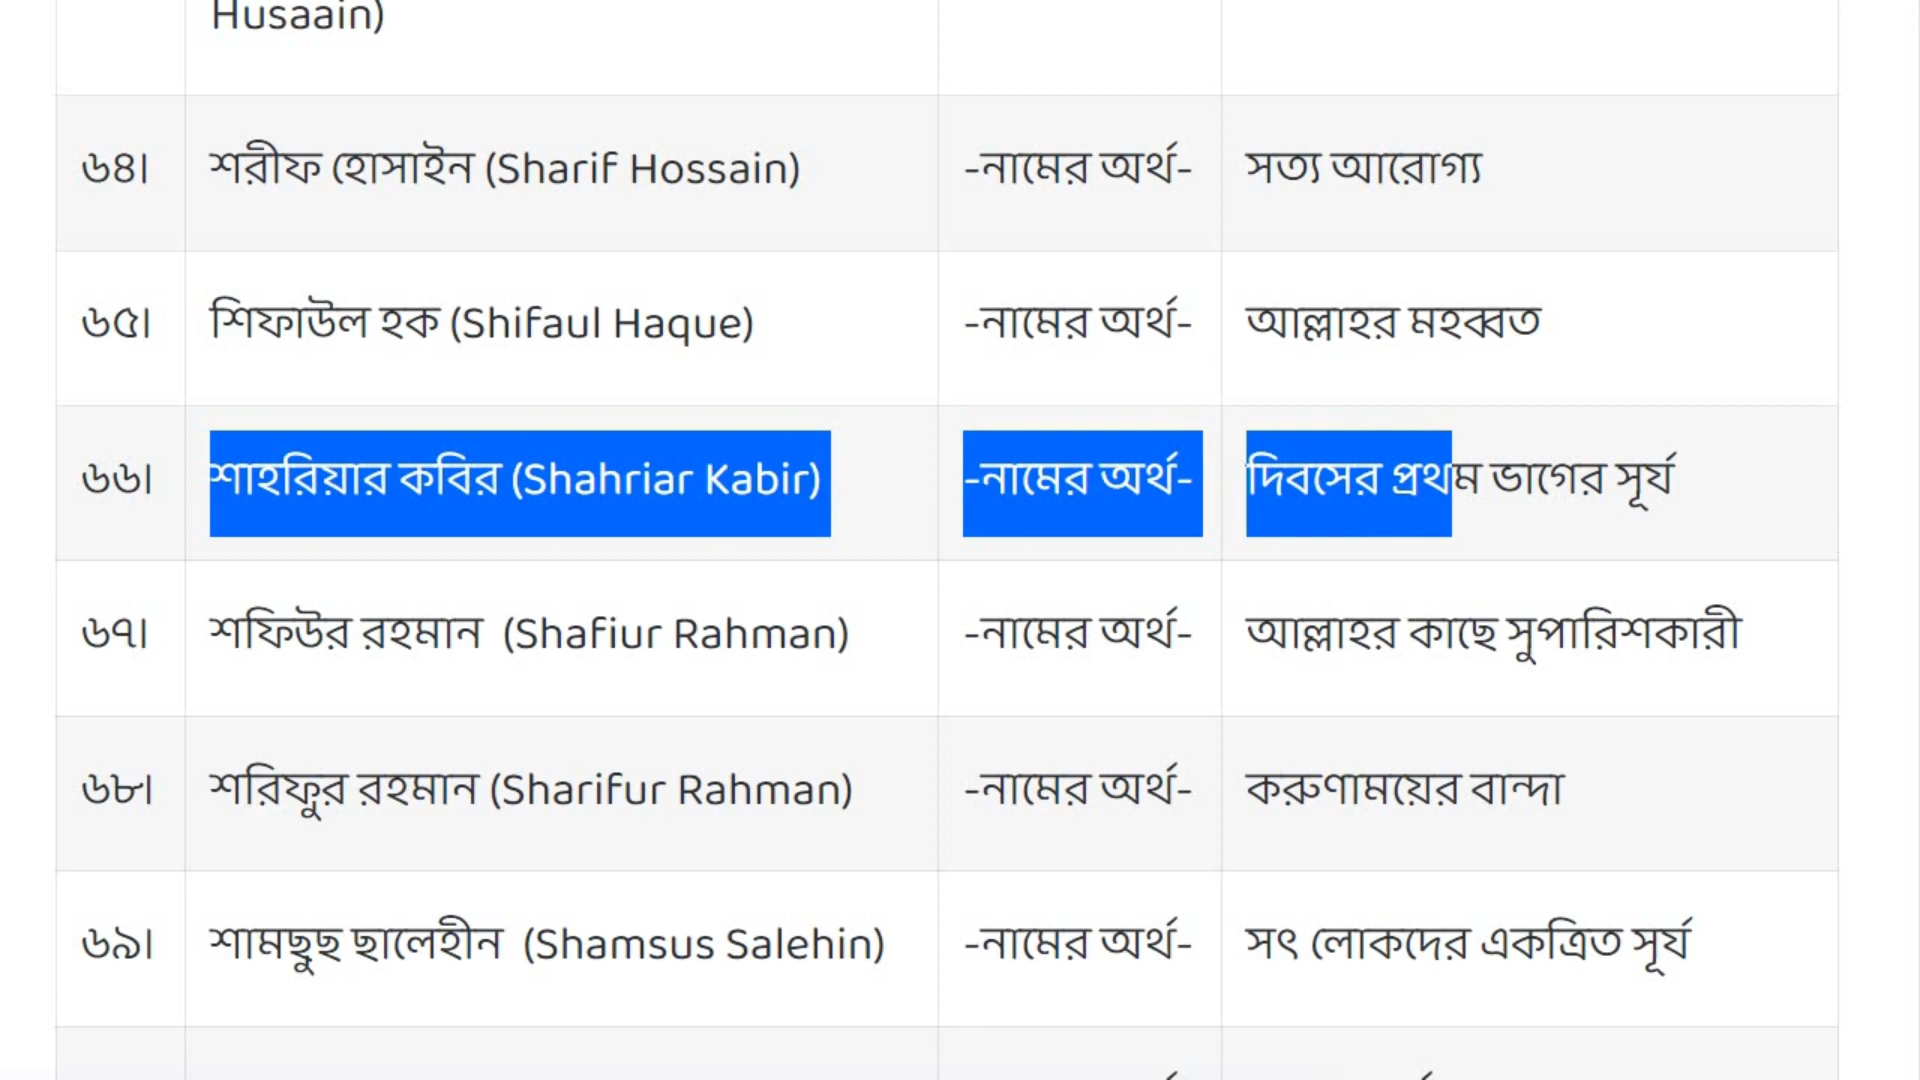 Husaain)
৬৪। শরীফ হোসাইন (Sharif Hossain) -নামের অর্থ- সত্য আরোগ্য
৬৫। শিফাউল হক (Shifaul Haque) -নামের অর্থ- আল্লাহর মহব্বত
৬৬। শাহরিয়ার কবির (Shahriar Kabir) -নামের অর্থ- দিবসের প্রথম ভাগের সূর্য
৬৭। শফিউর রহমান (Shafiur Rahman) -নামের অর্থ- আল্লাহর কাছে সুপারিশকারী
৬৮। শরিফুর রহমান (Sharifur Rahman) -নামের অর্থ- করুণাময়ের বান্দা
৬৯। শামছুছ ছালেহীন (Shamsus Salehin) -নামের অর্থ- সৎ লোকদের একত্রিত সূর্য